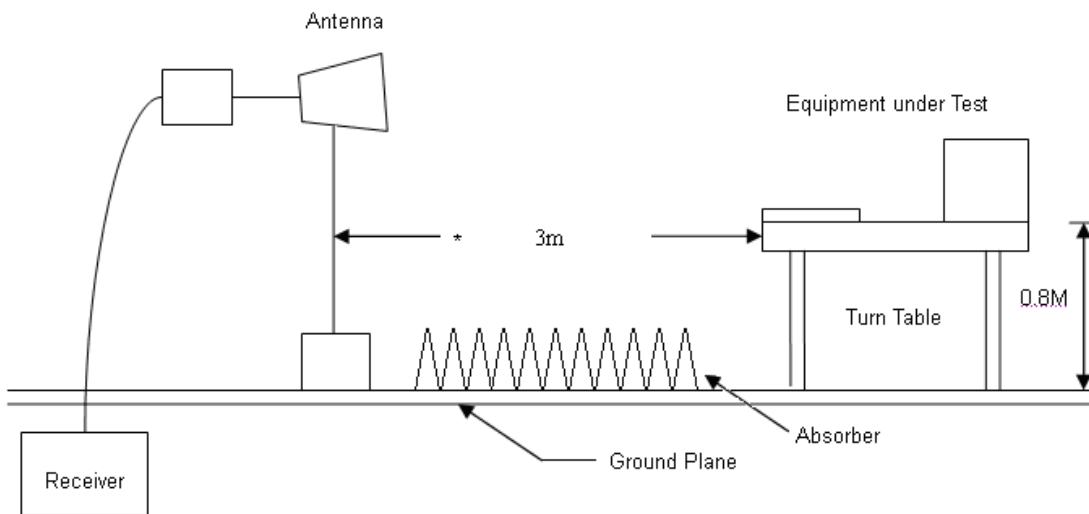 Antenna
Equipment under Test
* 3m
0.8M
Turn Table
Absorber
Ground Plane
Receiver